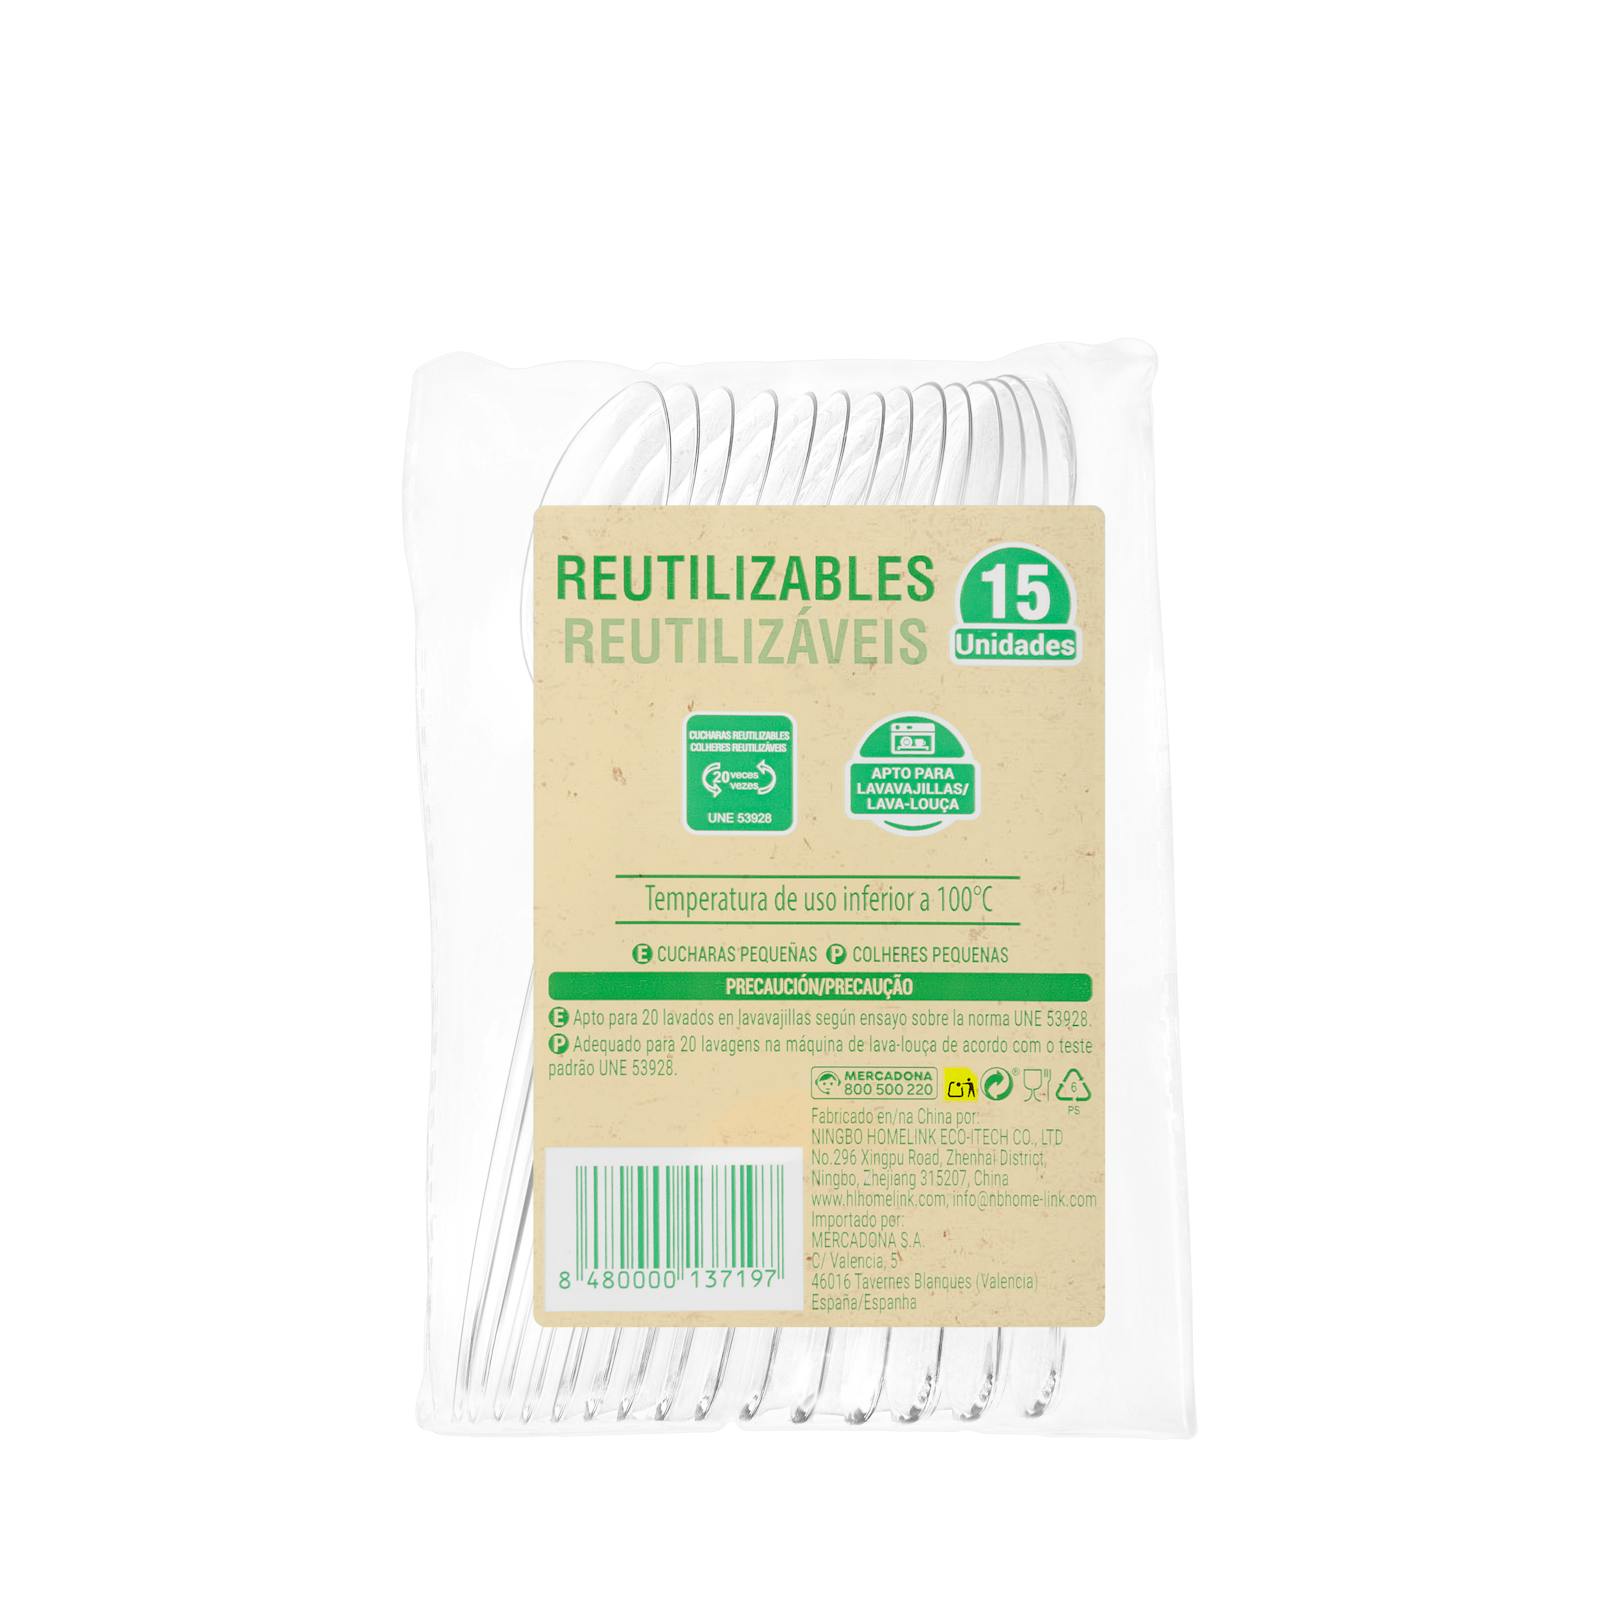 REUTILIZABLES
REUTILIZÁVEIS
15
Unidades
CUCHARAS REUTILIZABLES
COLHERES REUTILIZÁVEIS
20 veces
vezes
UNE 53928
APTO PARA
LAVAVAJILLAS/
LAVA-LOUÇA
Temperatura de uso inferior a 100°C
E CUCHARAS PEQUEÑAS P COLHERES PEQUENAS
PRECAUCIÓN/PRECAUÇÃO
E Apto para 20 lavados en lavavajillas según ensayo sobre la norma UNE 53928.
P Adequado para 20 lavagens na máquina de lava-louça de acordo com o teste
padrão UNE 53928.
MERCADONA
800 500 220
6
PS
Fabricado en/na China por:
NINGBO HOMELINK ECO-ITECH CO., LTD
No.296 Xingpu Road, Zhenhai District,
Ningbo, Zhejiang 315207, China
www.hlhomelink.com, info@nbhome-link.com
Importado por:
MERCADONA S.A.
C/ Valencia, 5
46016 Tavernes Blanques (Valencia)
España/Espanha
8 480000 137197